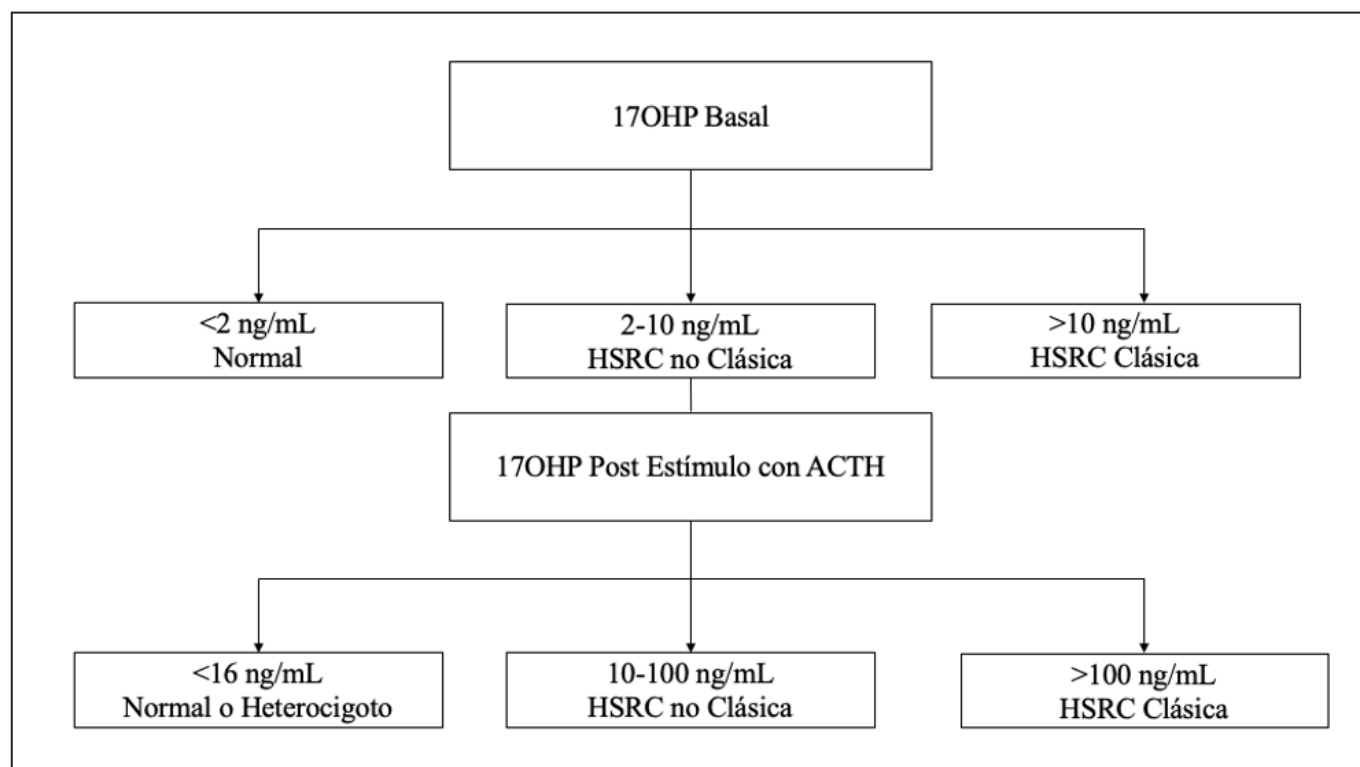 17OHP Basal
<2 ng/mL
Normal
2-10 ng/mL
HSRC no Clásica
>10 ng/mL
HSRC Clásica
17OHP Post Estímulo con ACTH
<16 ng/mL
Normal o Heterocigoto
10-100 ng/mL
HSRC no Clásica
>100 ng/mL
HSRC Clásica